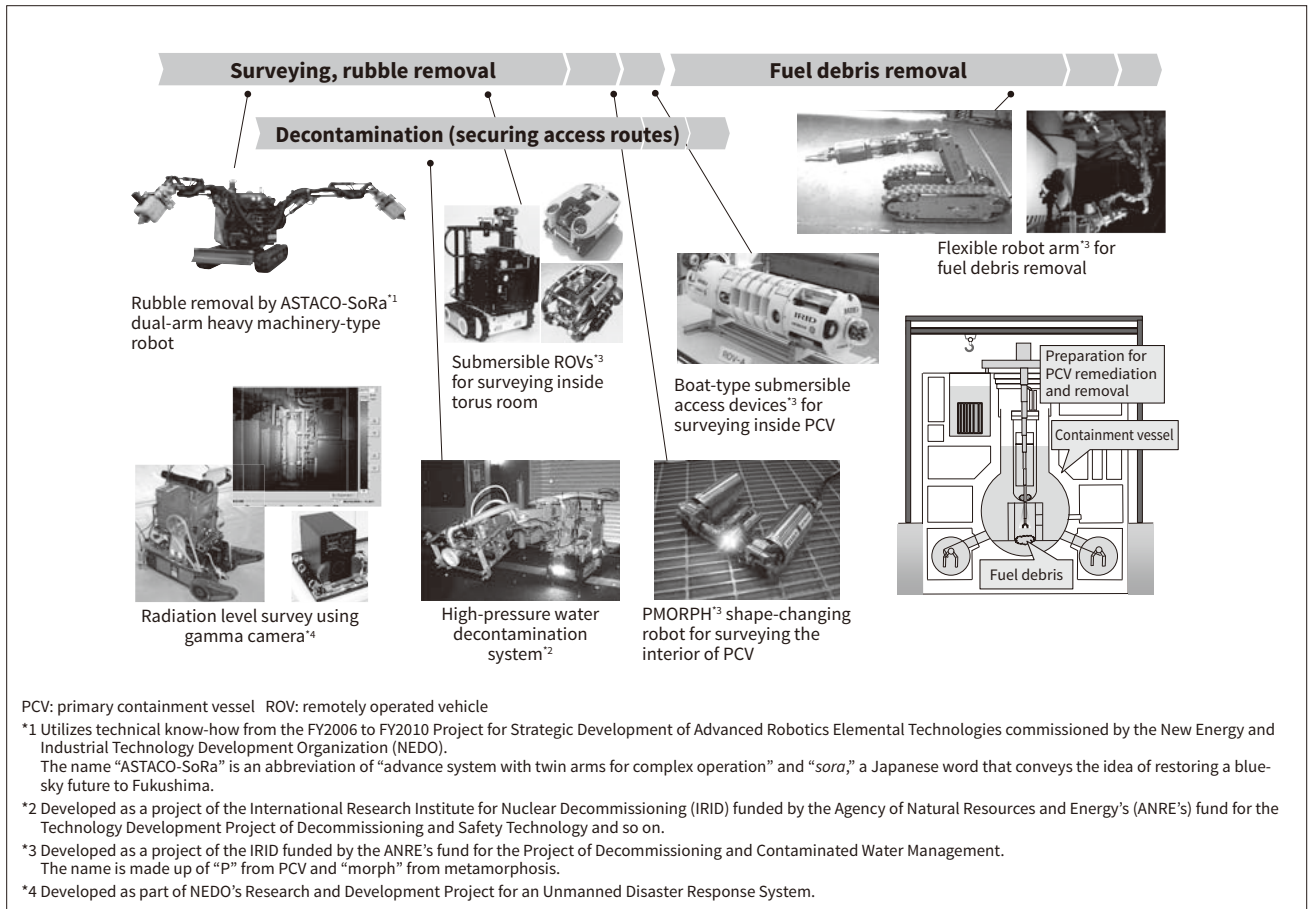 Surveying, rubble removal
Fuel debris removal
Decontamination (securing access routes)
Rubble removal by ASTACO-SoRa*1
dual-arm heavy machinery-type
robot
Submersible ROVs*3
for surveying inside
torus room
IRID
IRID
ROV-A
Boat-type submersible
access devices*3 for
surveying inside PCV
Flexible robot arm*3 for
fuel debris removal
Preparation for
PCV remediation
and removal
Containment vessel
Fuel debris
Radiation level survey using
gamma camera*4
High-pressure water
decontamination
system*2
PMORPH*3 shape-changing
robot for surveying the
interior of PCV
PCV: primary containment vessel ROV: remotely operated vehicle
*1 Utilizes technical know-how from the FY2006 to FY2010 Project for Strategic Development of Advanced Robotics Elemental Technologies commissioned by the New Energy and
Industrial Technology Development Organization (NEDO).
The name “ASTACO-SoRa” is an abbreviation of “advance system with twin arms for complex operation” and “sora,” a Japanese word that conveys the idea of restoring a blue-
sky future to Fukushima.
*2 Developed as a project of the International Research Institute for Nuclear Decommissioning (IRID) funded by the Agency of Natural Resources and Energy’s (ANRE’s) fund for the
Technology Development Project of Decommissioning and Safety Technology and so on.
*3 Developed as a project of the IRID funded by the ANRE’s fund for the Project of Decommissioning and Contaminated Water Management.
The name is made up of “P” from PCV and “morph” from metamorphosis.
*4 Developed as part of NEDO’s Research and Development Project for an Unmanned Disaster Response System.